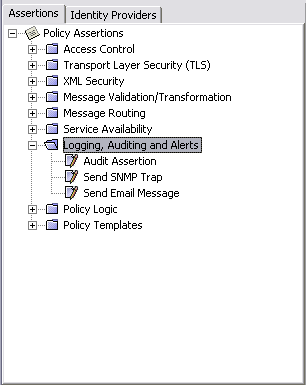 Assertions Identity Providers
Policy Assertions
Access Control
Transport Layer Security (TLS)
XML Security
Message Validation/Transformation
Message Routing
Service Availability
Logging, Auditing and Alerts
Audit Assertion
Send SNMP Trap
Send Email Message
Policy Logic
Policy Templates